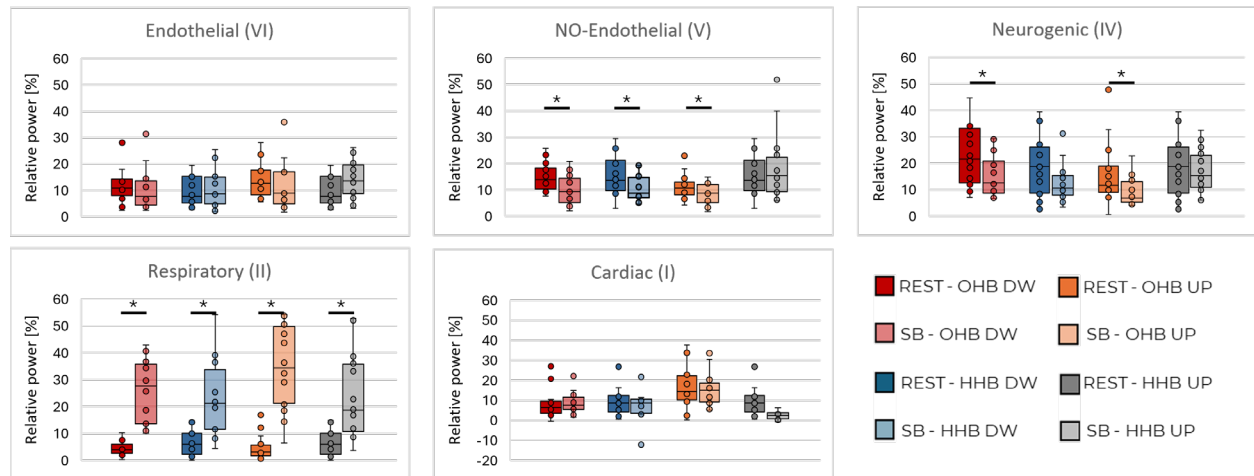 Endothelial (VI)
Relative power [%]
60
50
40
30
20
10
0
NO-Endothelial (V)
Relative power [%]
60
50
40
30
20
10
0
*
*
*
Neurogenic (IV)
Relative power [%]
60
50
40
30
20
10
0
*
*
Respiratory (II)
Relative power [%]
60
50
40
30
20
10
0
*
*
*
*
Cardiac (I)
Relative power [%]
60
50
40
30
20
10
0
-10
-20
REST - OHB DW
REST - OHB UP
SB - OHB DW
SB - OHB UP
REST - HHB DW
REST - HHB UP
SB - HHB DW
SB - HHB UP